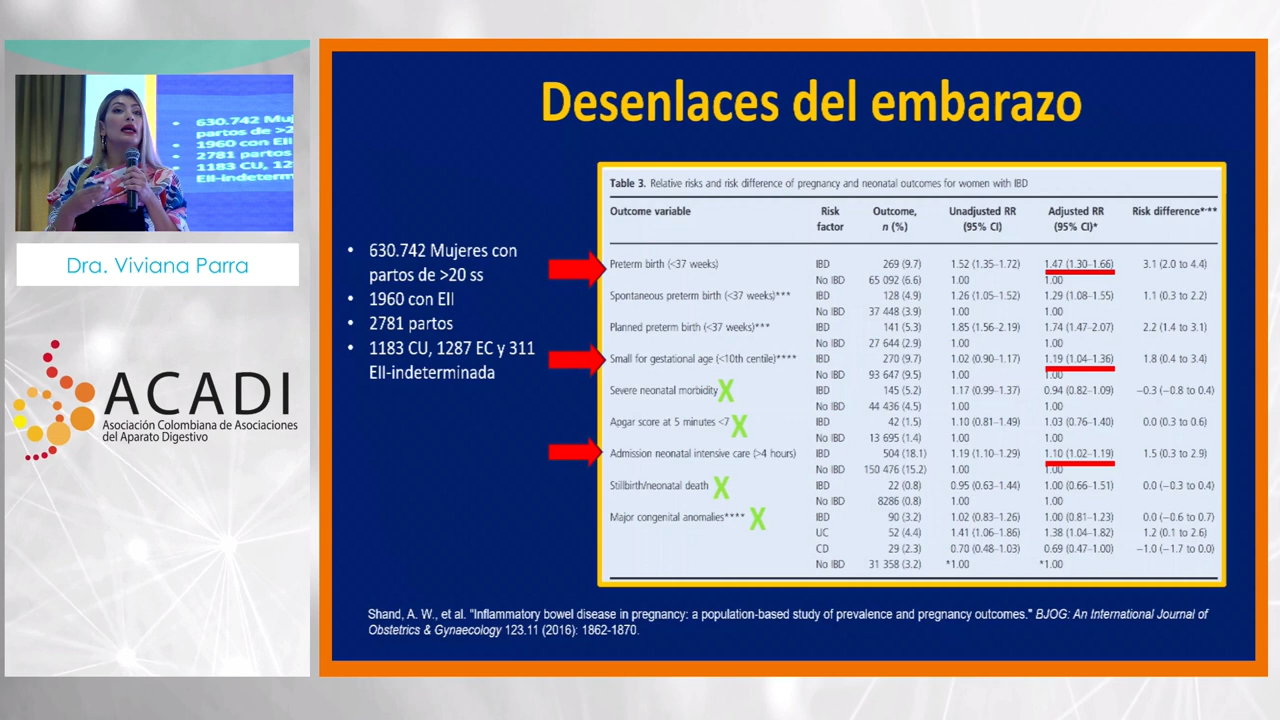 Desenlaces del embarazo
630.742 Muj
partos de >2
1960 con EII
2781 partos
1183 CU, 12
EII-indeterm
Dra. Viviana Parra
ACADI
Asociación Colombiana de Asociaciones
del Aparato Digestivo
• 630.742 Mujeres con
partos de >20 ss
• 1960 con EII
• 2781 partos
• 1183 CU, 1287 EC y 311
EII-indeterminada
Table 3. Relative risks and risk difference of pregnancy and neonatal outcomes for women with IBD
Outcome variable Risk factor Outcome, n (%) Unadjusted RR (95% CI) Adjusted RR (95% CI)* Risk difference*,**
Preterm birth (<37 weeks) IBD 269 (9.7) 1.52 (1.35–1.72) 1.47 (1.30–1.66) 3.1 (2.0 to 4.4)
No IBD 65 092 (6.6) 1.00 1.00
Spontaneous preterm birth (<37 weeks)*** IBD 128 (4.9) 1.26 (1.05–1.52) 1.29 (1.08–1.55) 1.1 (0.3 to 2.2)
No IBD 37 448 (3.9) 1.00 1.00
Planned preterm birth (<37 weeks)*** IBD 141 (5.3) 1.85 (1.56–2.19) 1.74 (1.47–2.07) 2.2 (1.4 to 3.1)
No IBD 27 644 (2.9) 1.00 1.00
Small for gestational age (<10th centile)**** IBD 270 (9.7) 1.02 (0.90–1.17) 1.19 (1.04–1.36) 1.8 (0.4 to 3.4)
No IBD 93 647 (9.5) 1.00 1.00
Severe neonatal morbidity X IBD 145 (5.2) 1.17 (0.99–1.37) 0.94 (0.82–1.09) −0.3 (−0.8 to 0.4)
No IBD 44 436 (4.5) 1.00 1.00
Apgar score at 5 minutes <7 X IBD 42 (1.5) 1.10 (0.81–1.49) 1.03 (0.76–1.40) 0.0 (0.3 to 0.6)
No IBD 13 695 (1.4) 1.00 1.00
Admission neonatal intensive care (>4 hours) IBD 504 (18.1) 1.19 (1.10–1.29) 1.10 (1.02–1.19) 1.5 (0.3 to 2.9)
No IBD 150 476 (15.2) 1.00 1.00
Stillbirth/neonatal death X IBD 22 (0.8) 0.95 (0.63–1.44) 1.00 (0.66–1.51) 0.0 (−0.3 to 0.4)
No IBD 8286 (0.8) 1.00 1.00
Major congenital anomalies**** X IBD 90 (3.2) 1.02 (0.83–1.26) 1.00 (0.81–1.23) 0.0 (−0.6 to 0.7)
UC 52 (4.4) 1.41 (1.06–1.86) 1.38 (1.04–1.82) 1.2 (0.1 to 2.6)
CD 29 (2.3) 0.70 (0.48–1.03) 0.69 (0.47–1.00) −1.0 (−1.7 to 0.0)
No IBD 31 358 (3.2) *1.00 *1.00
Shand, A. W., et al. "Inflammatory bowel disease in pregnancy: a population-based study of prevalence and pregnancy outcomes." BJOG: An International Journal of
Obstetrics & Gynaecology 123.11 (2016): 1862-1870.